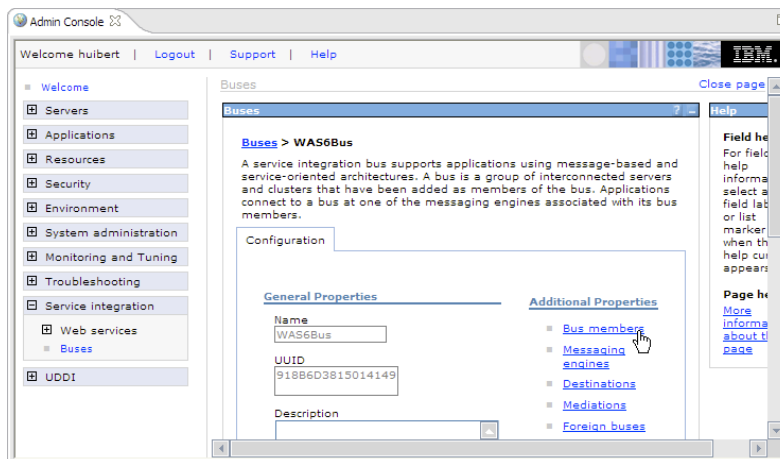 Admin Console
Welcome huibert | Logout | Support | Help
IBM.
Welcome
Servers
Applications
Resources
Security
Environment
System administration
Monitoring and Tuning
Troubleshooting
Service integration
Web services
Buses
UDDI
Buses
Close page
Buses
? –
Buses > WAS6Bus
A service integration bus supports applications using message-based and
service-oriented architectures. A bus is a group of interconnected servers
and clusters that have been added as members of the bus. Applications
connect to a bus at one of the messaging engines associated with its bus
members.
Configuration
General Properties
Name
WAS6Bus
UUID
918B6D3815014149
Description
Additional Properties
Bus members
Messaging
engines
Destinations
Mediations
Foreign buses
Help
Field he
For field
help
informa
select a
field lab
or list
marker
when th
help cu
appears
Page he
More
informa
about t
page